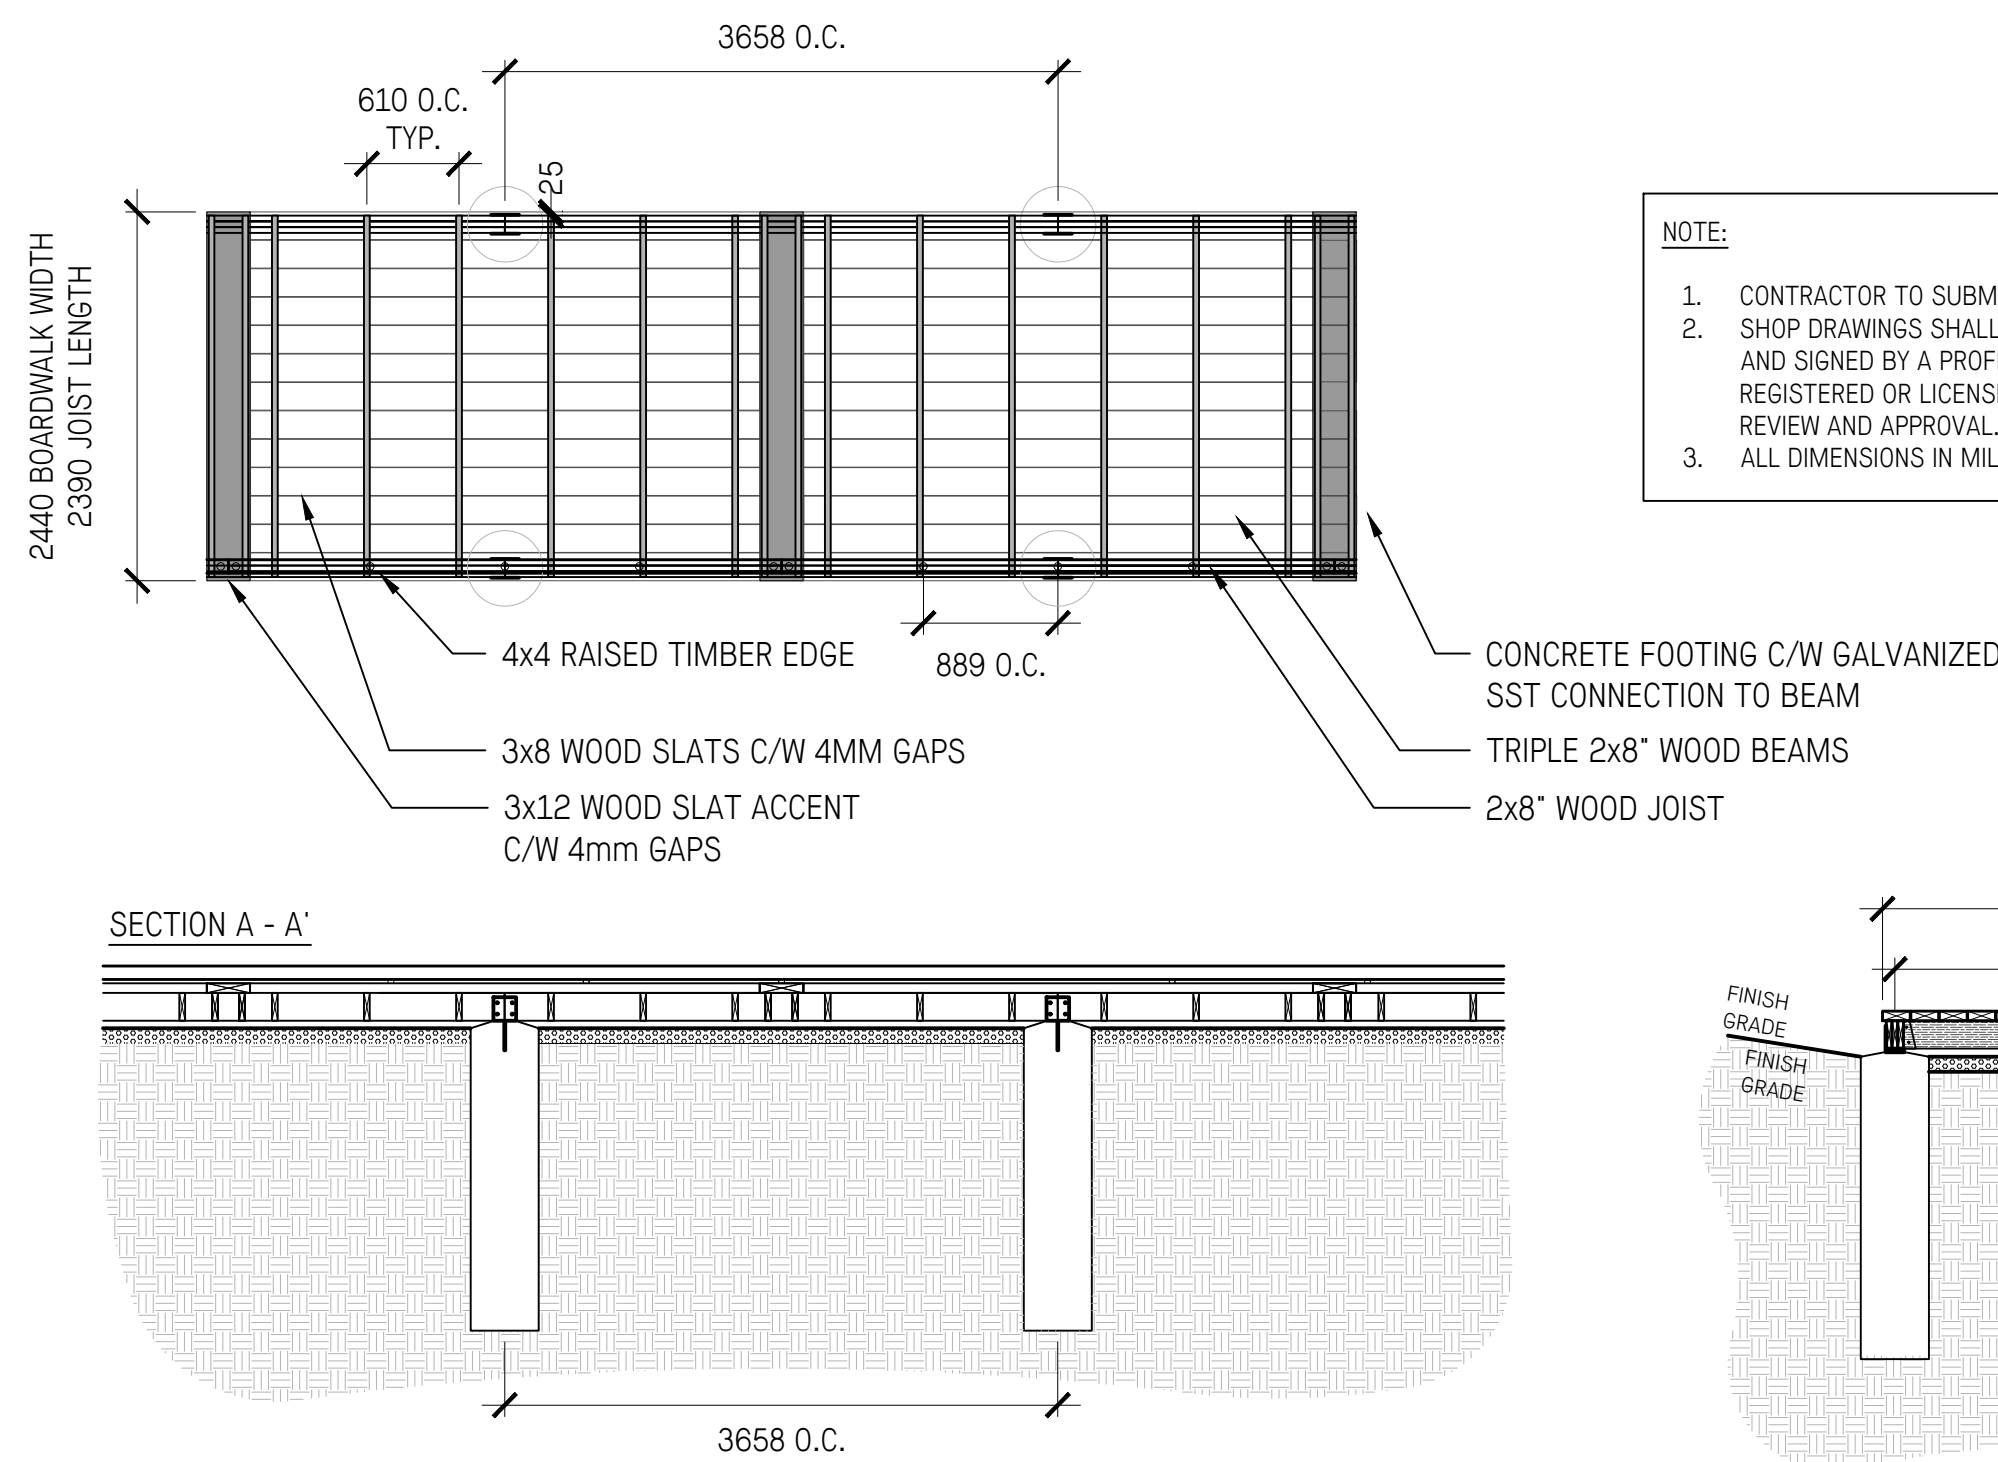 3658 O.C.
610 O.C.
TYP.
25
2440 BOARDWALK WIDTH
2390 JOIST LENGTH
NOTE:
1. CONTRACTOR TO SUBM
2. SHOP DRAWINGS SHALL
AND SIGNED BY A PROF
REGISTERED OR LICENS
REVIEW AND APPROVAL.
3. ALL DIMENSIONS IN MIL
4x4 RAISED TIMBER EDGE
889 O.C.
CONCRETE FOOTING C/W GALVANIZED
SST CONNECTION TO BEAM
3x8 WOOD SLATS C/W 4MM GAPS
TRIPLE 2x8" WOOD BEAMS
3x12 WOOD SLAT ACCENT
C/W 4mm GAPS
2x8" WOOD JOIST
SECTION A - A'
FINISH
GRADE
FINISH
GRADE
3658 O.C.